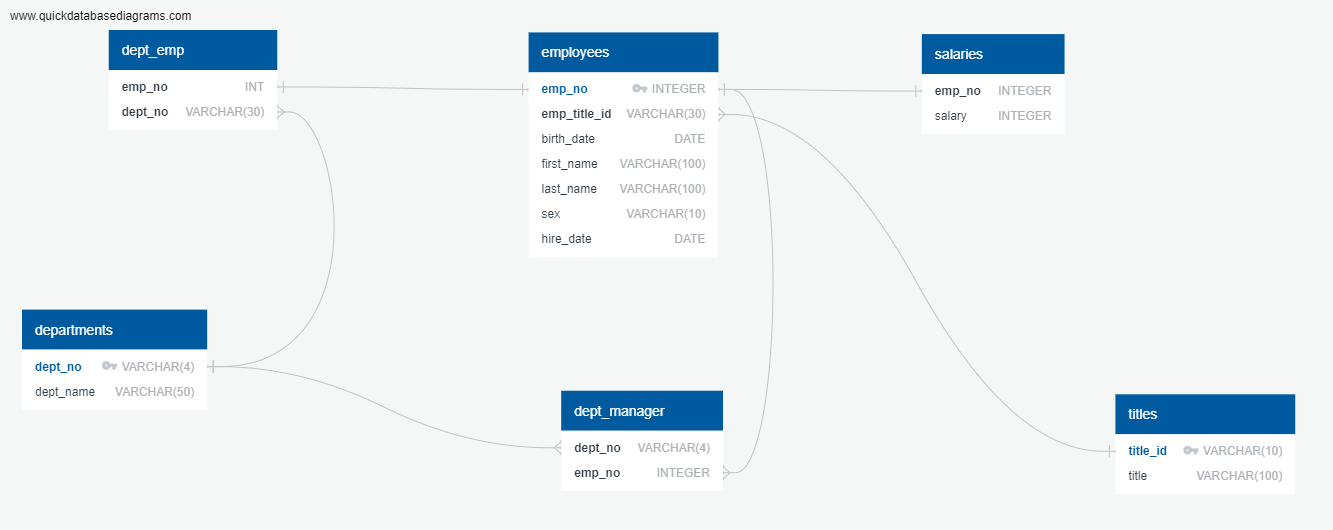 www.quickdatabasediagrams.com
dept_emp
emp_no INT
dept_no VARCHAR(30)
employees
emp_no INTEGER
emp_title_id VARCHAR(30)
birth_date DATE
first_name VARCHAR(100)
last_name VARCHAR(100)
sex VARCHAR(10)
hire_date DATE
salaries
emp_no INTEGER
salary INTEGER
departments
dept_no VARCHAR(4)
dept_name VARCHAR(50)
dept_manager
dept_no VARCHAR(4)
emp_no INTEGER
titles
title_id VARCHAR(10)
title VARCHAR(100)